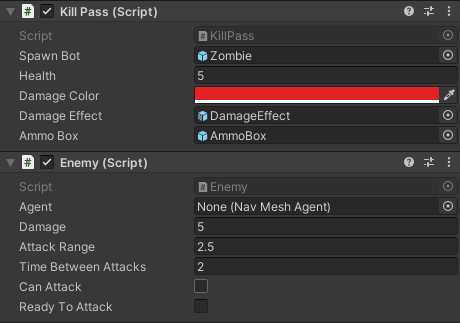 Kill Pass (Script)
Script KillPass
Spawn Bot Zombie
Health 5
Damage Color
Damage Effect DamageEffect
Ammo Box AmmoBox
Enemy (Script)
Script Enemy
Agent None (Nav Mesh Agent)
Damage 5
Attack Range 2.5
Time Between Attacks 2
Can Attack
Ready To Attack